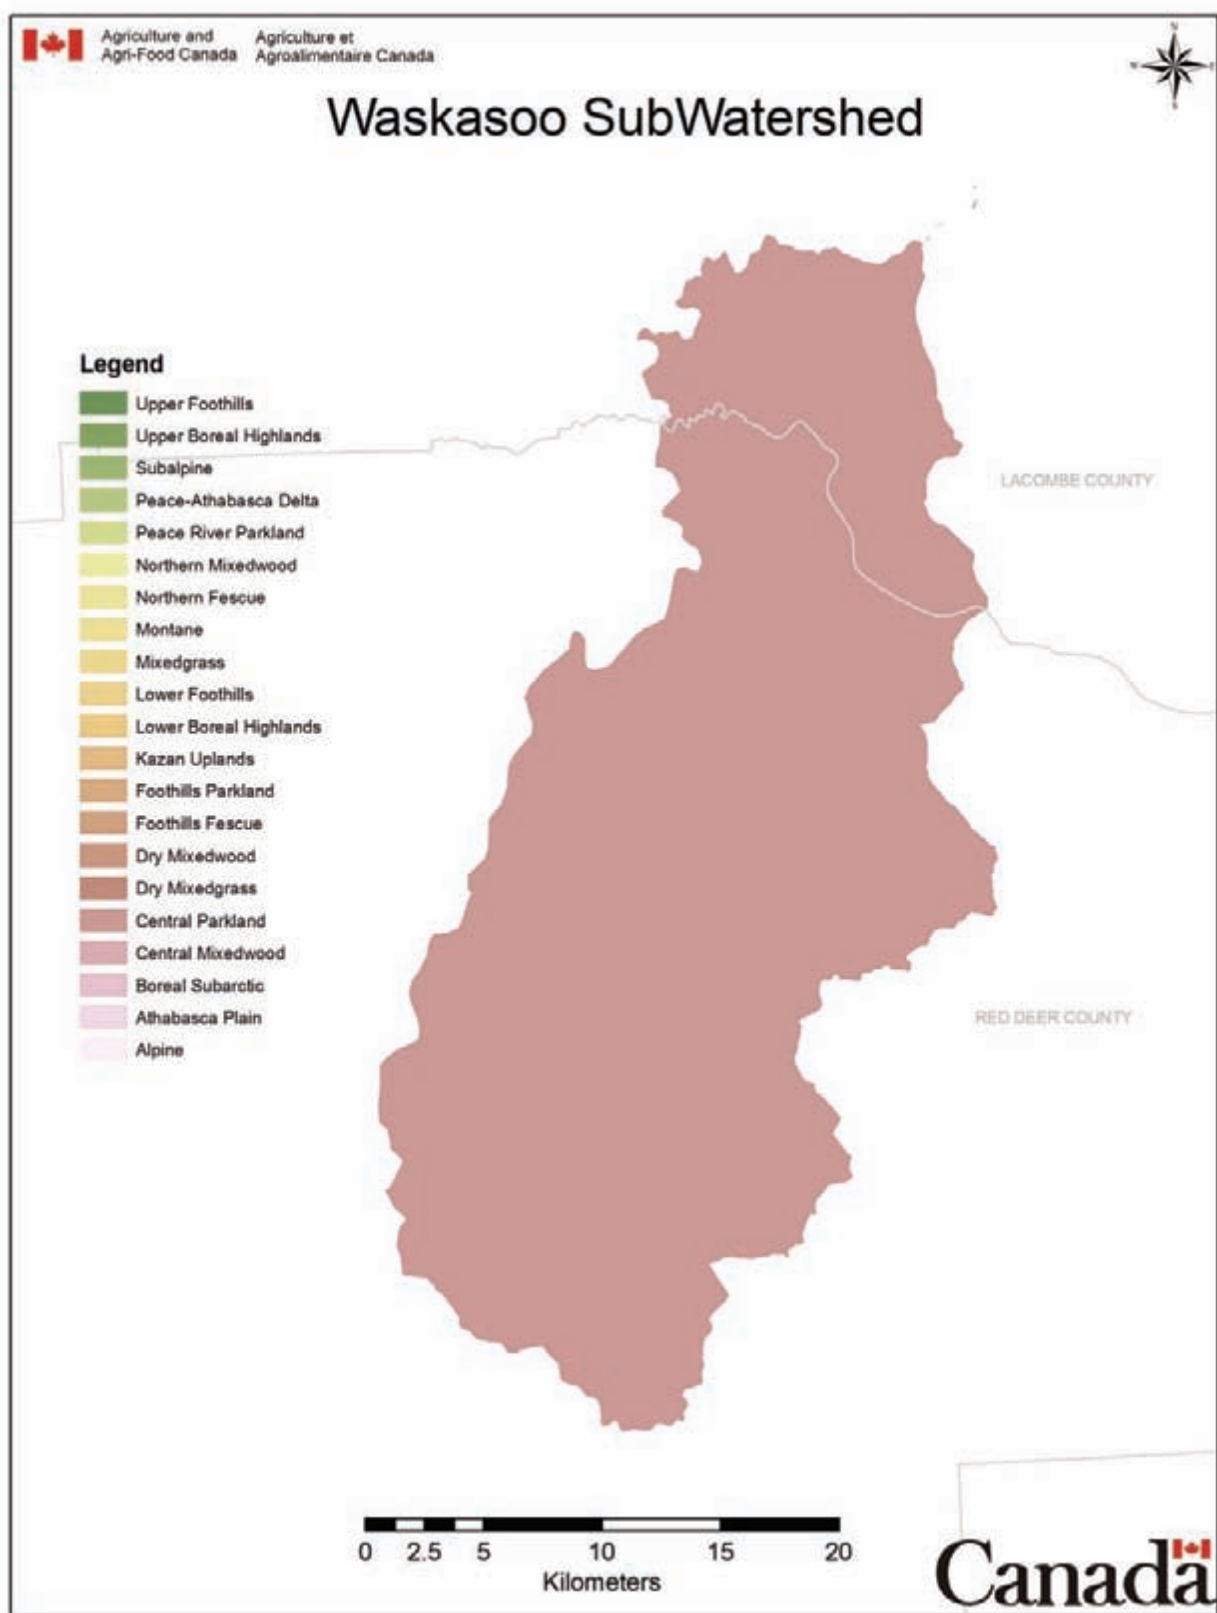 Agriculture and Agriculture et
Agri-Food Canada Agroalimentaire Canada
N
W E
S
Waskasoo SubWatershed
Legend
Upper Foothills
Upper Boreal Highlands
Subalpine
Peace-Athabasca Delta
Peace River Parkland
Northern Mixedwood
Northern Fescue
Montane
Mixedgrass
Lower Foothills
Lower Boreal Highlands
Kazan Uplands
Foothills Parkland
Foothills Fescue
Dry Mixedwood
Dry Mixedgrass
Central Parkland
Central Mixedwood
Boreal Subarctic
Athabasca Plain
Alpine
LACOMBE COUNTY
RED DEER COUNTY
0 2.5 5 10 15 20
Kilometers
Canada